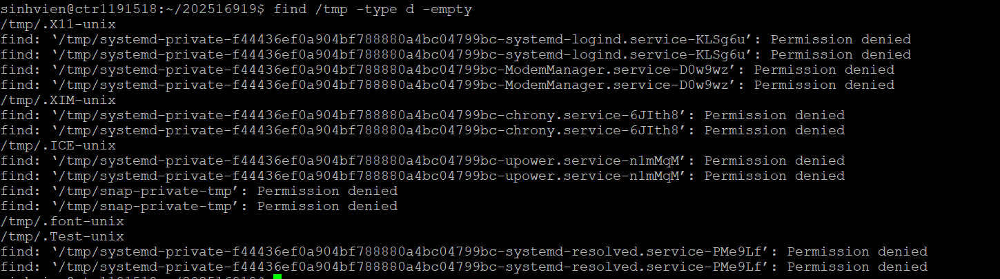 sinhvien@ctr1191518:~/202516919$ find /tmp -type d -empty
/tmp/.X11-unix
find: ‘/tmp/systemd-private-f44436ef0a904bf788880a4bc04799bc-systemd-logind.service-KLSg6u’: Permission denied
find: ‘/tmp/systemd-private-f44436ef0a904bf788880a4bc04799bc-systemd-logind.service-KLSg6u’: Permission denied
find: ‘/tmp/systemd-private-f44436ef0a904bf788880a4bc04799bc-ModemManager.service-D0w9wz’: Permission denied
find: ‘/tmp/systemd-private-f44436ef0a904bf788880a4bc04799bc-ModemManager.service-D0w9wz’: Permission denied
/tmp/.XIM-unix
find: ‘/tmp/systemd-private-f44436ef0a904bf788880a4bc04799bc-chrony.service-6JIth8’: Permission denied
find: ‘/tmp/systemd-private-f44436ef0a904bf788880a4bc04799bc-chrony.service-6JIth8’: Permission denied
/tmp/.ICE-unix
find: ‘/tmp/systemd-private-f44436ef0a904bf788880a4bc04799bc-upower.service-n1mMqM’: Permission denied
find: ‘/tmp/systemd-private-f44436ef0a904bf788880a4bc04799bc-upower.service-n1mMqM’: Permission denied
find: ‘/tmp/snap-private-tmp’: Permission denied
find: ‘/tmp/snap-private-tmp’: Permission denied
/tmp/.font-unix
/tmp/.Test-unix
find: ‘/tmp/systemd-private-f44436ef0a904bf788880a4bc04799bc-systemd-resolved.service-PMe9Lf’: Permission denied
find: ‘/tmp/systemd-private-f44436ef0a904bf788880a4bc04799bc-systemd-resolved.service-PMe9Lf’: Permission denied
sinhvien@ctr1191518:~/202516919$